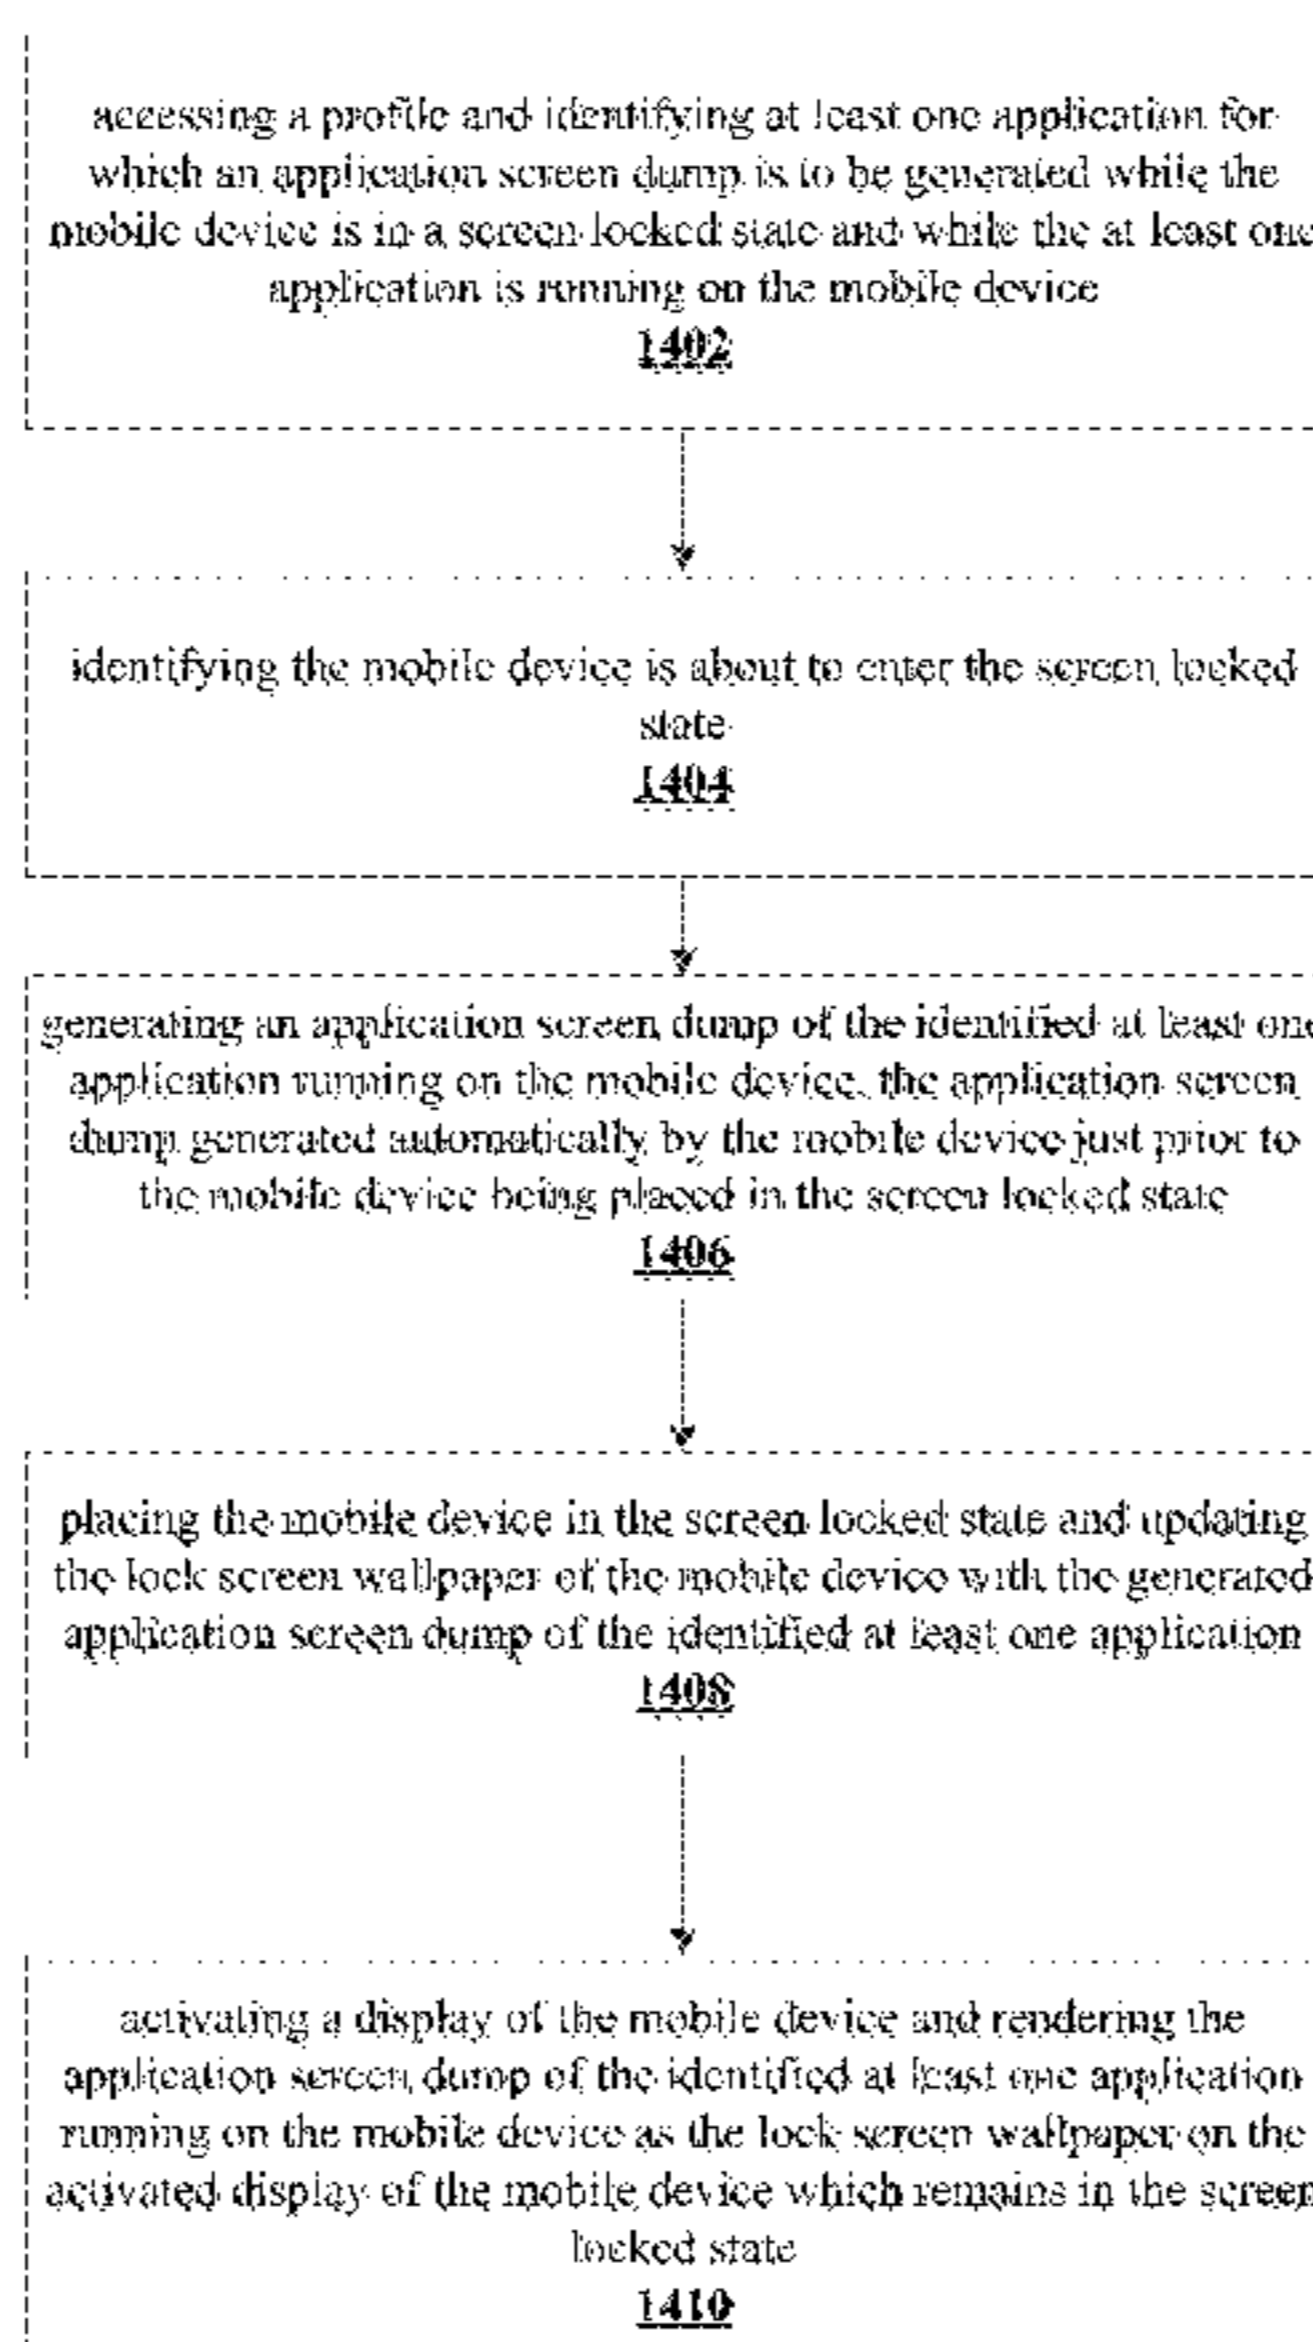 accessing a profile and identifying at least one application for
which an application screen dump is to be generated while the
mobile device is in a screen locked state and while the at least one
application is running on the mobile device
1402
identifying the mobile device is about to enter the screen locked
state
1404
generating an application screen dump of the identified at least one
application running on the mobile device, the application screen
dump generated automatically by the mobile device just prior to
the mobile device being placed in the screen locked state
1406
placing the mobile device in the screen locked state and updating
the lock screen wallpaper of the mobile device with the generated
application screen dump of the identified at least one application
1408
activating a display of the mobile device and rendering the
application screen dump of the identified at least one application
running on the mobile device as the lock screen wallpaper on the
activated display of the mobile device which remains in the screen
locked state
1410